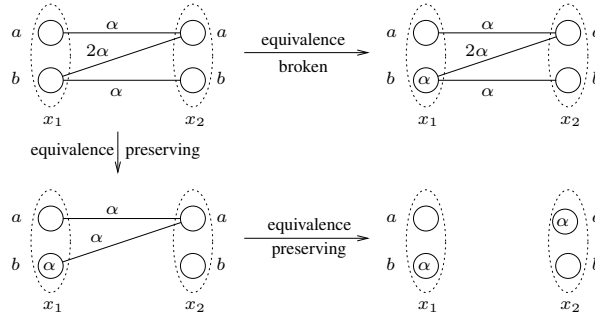 a α a equivalence a α
2α broken 2α
b b b α
α α
x₁ x₂ x₁ x₂
equivalence preserving
a α a equivalence a α
α preserving
b α b b α
x₁ x₂ x₁ x₂